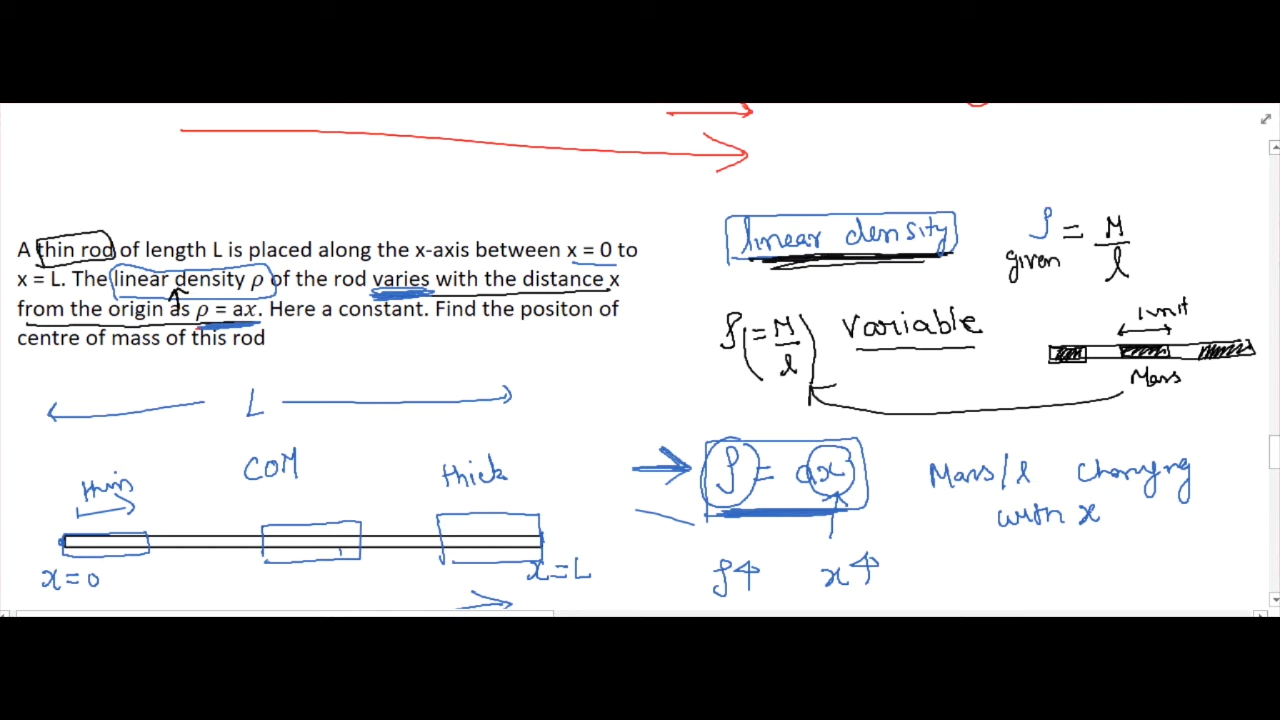 linear density
ρ = M/l
given
A thin rod of length L is placed along the x-axis between x = 0 to
x = L. The linear density ρ of the rod varies with the distance x
from the origin as ρ = ax. Here a constant. Find the positon of
centre of mass of this rod
ρ (= M/l) variable
1 unit
Mass
L
COM
thin
thick
ρ = ax
Mass/l changing
with x
x = 0
x = L
ρ↑ x↑